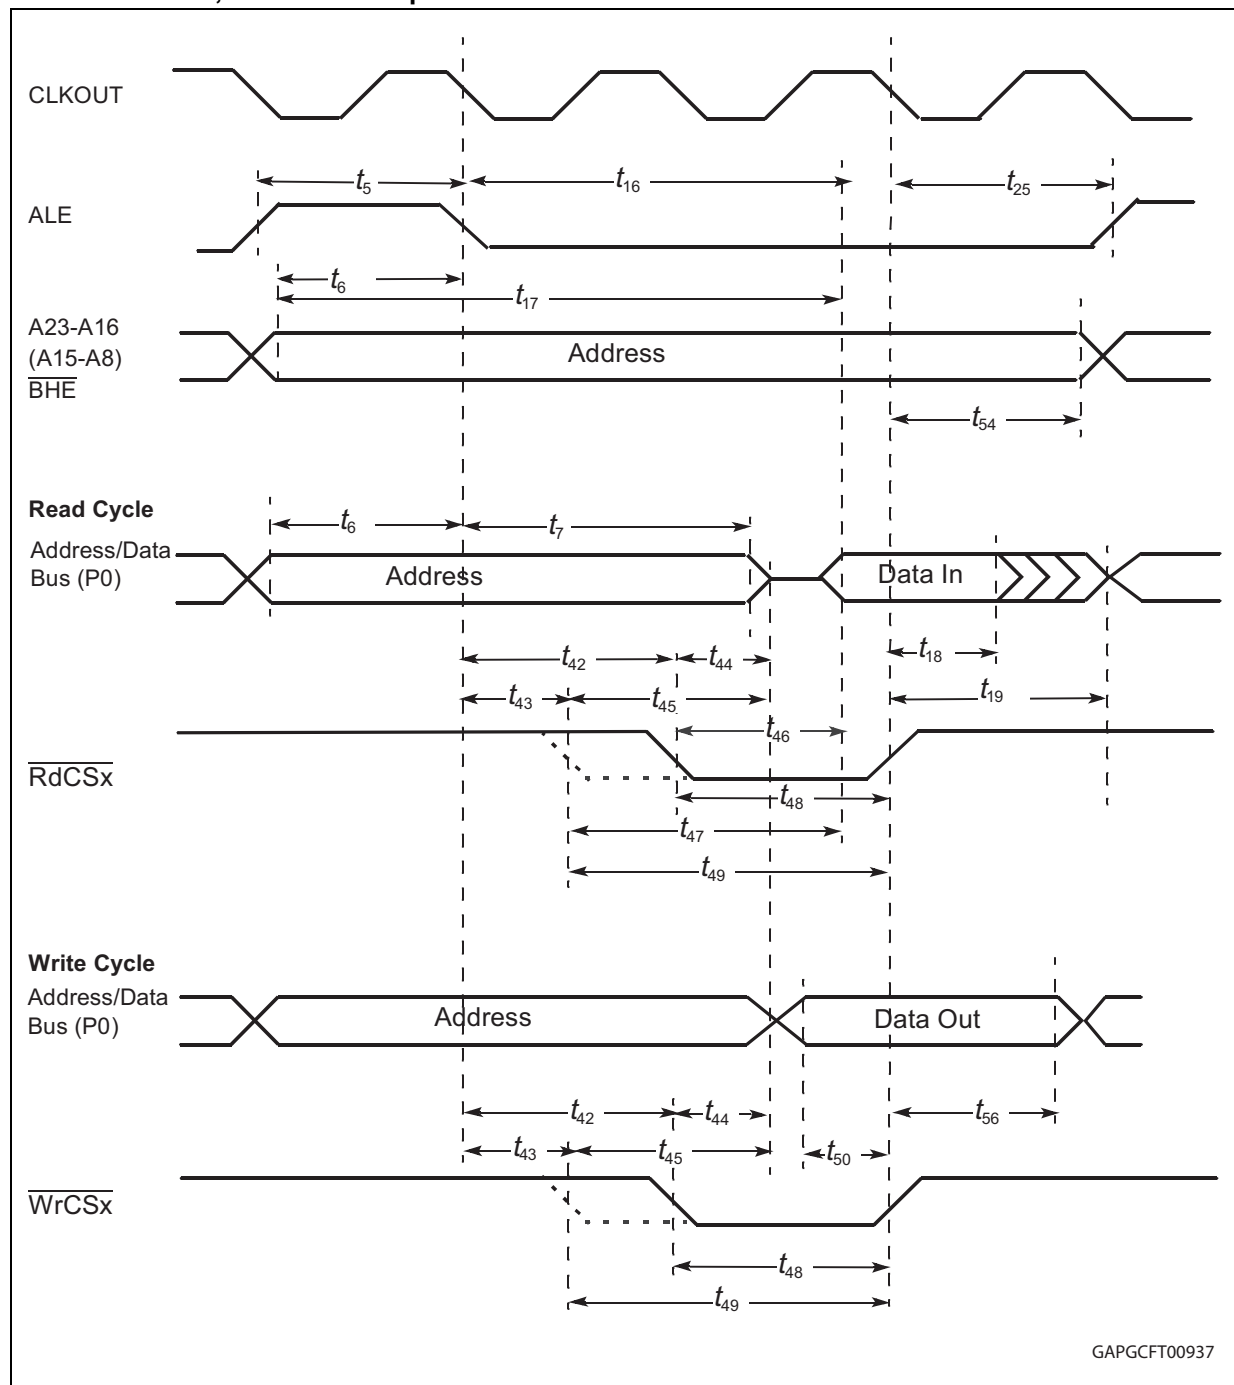 CLKOUT
t5
t16
t25
ALE
t6
t17
A23-A16
(A15-A8)
BHE
Address
t54
Read Cycle
Address/Data
Bus (P0)
t6
t7
Address
Data In
t42
t44
t18
t43
t45
t19
t46
RdCSx
t48
t47
t49
Write Cycle
Address/Data
Bus (P0)
Address
Data Out
t42
t44
t56
t43
t45
t50
WrCSx
t48
t49
GAPGCFT00937